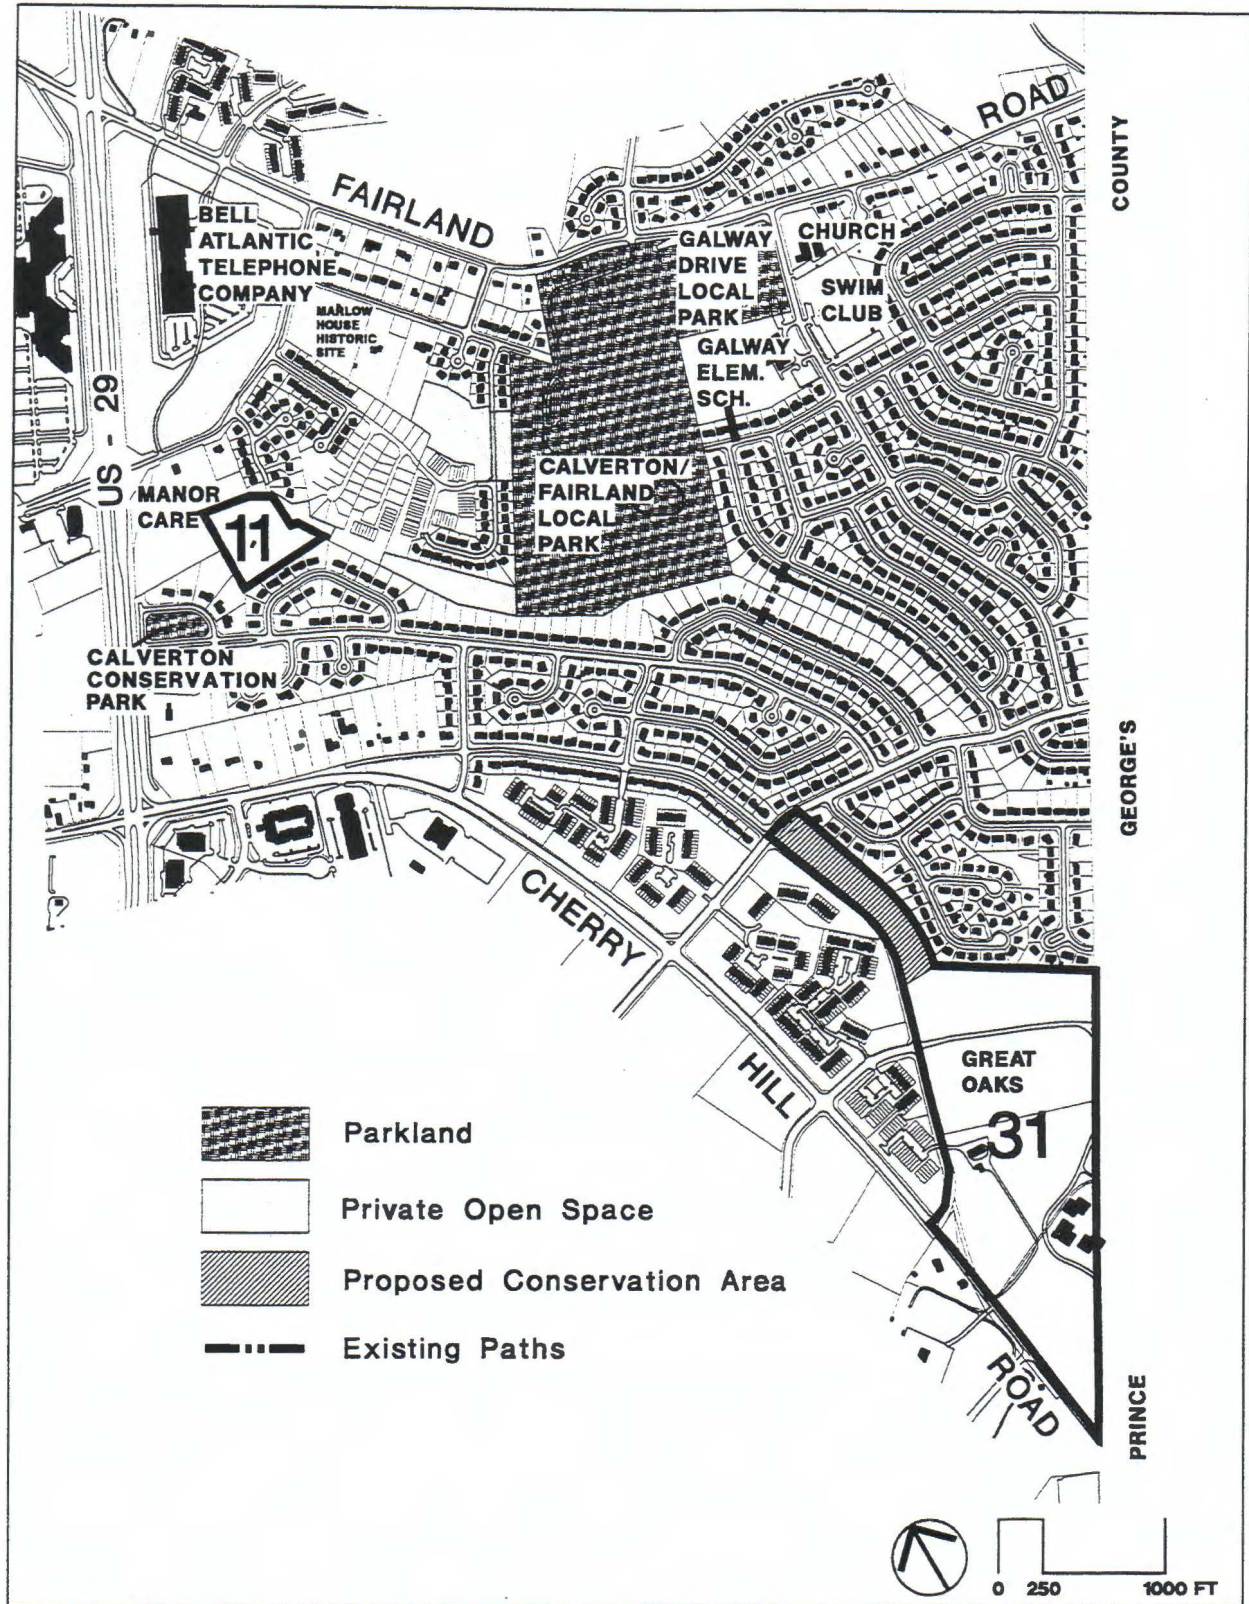 ROAD
COUNTY
FAIRLAND
BELL
ATLANTIC
TELEPHONE
COMPANY
MARLOW
HOUSE
HISTORIC
SITE
GALWAY
DRIVE
LOCAL
PARK
CHURCH
SWIM
CLUB
GALWAY
ELEM.
SCH.
US - 29
MANOR
CARE
11
CALVERTON/
FAIRLAND
LOCAL
PARK
CALVERTON
CONSERVATION
PARK
GEORGE'S
CHERRY
HILL
GREAT
OAKS
31
ROAD
PRINCE
Parkland
Private Open Space
Proposed Conservation Area
Existing Paths
0 250 1000 FT